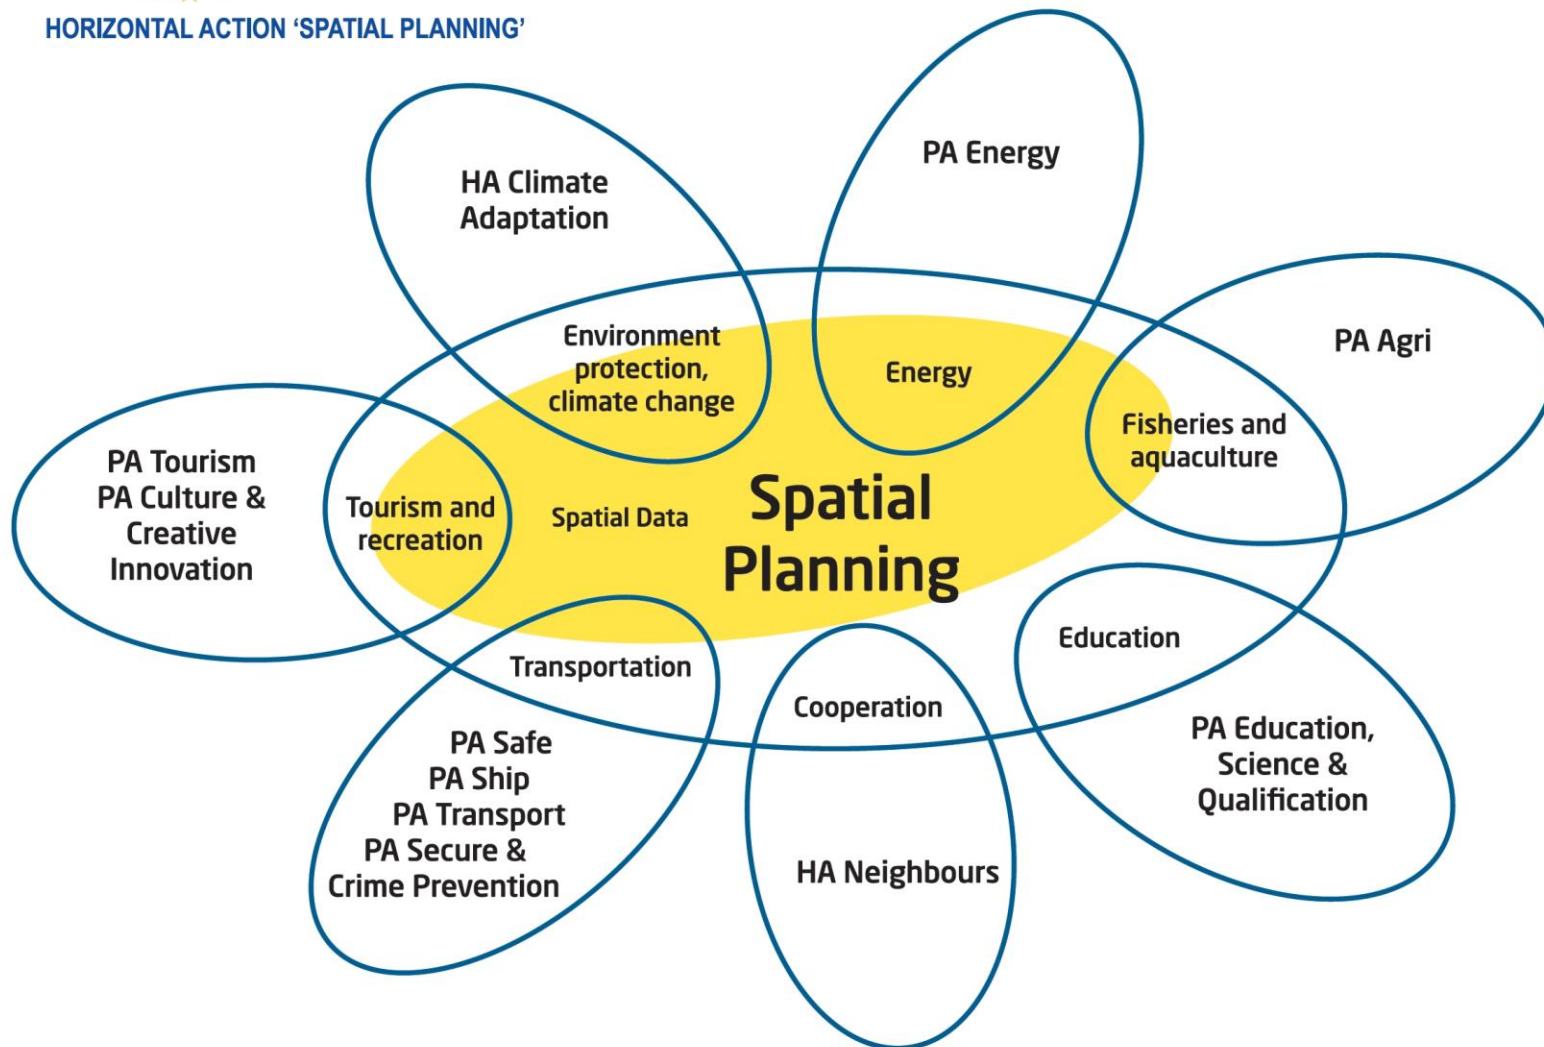 HORIZONTAL ACTION ‘SPATIAL PLANNING’
PA Energy
HA Climate
Adaptation
PA Agri
Environment
protection,
climate change
Energy
Fisheries and
aquaculture
PA Tourism
PA Culture &
Creative
Innovation
Tourism and
recreation
Spatial Data
Spatial
Planning
Transportation
Cooperation
Education
PA Safe
PA Ship
PA Transport
PA Secure &
Crime Prevention
HA Neighbours
PA Education,
Science &
Qualification